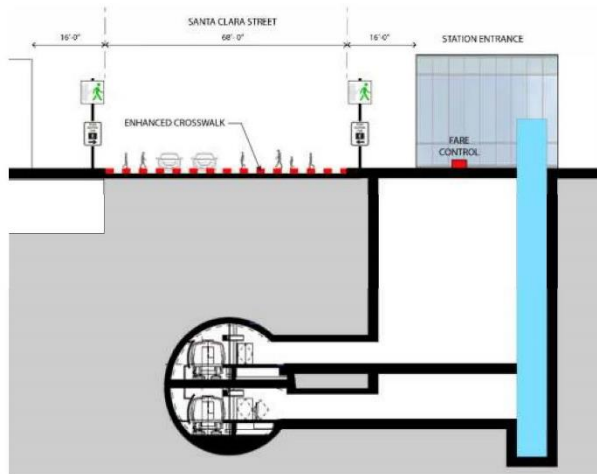 SANTA CLARA STREET
16'-0"
68'- 0"
16'-0"
STATION ENTRANCE
ENHANCED CROSSWALK
FARE
CONTROL